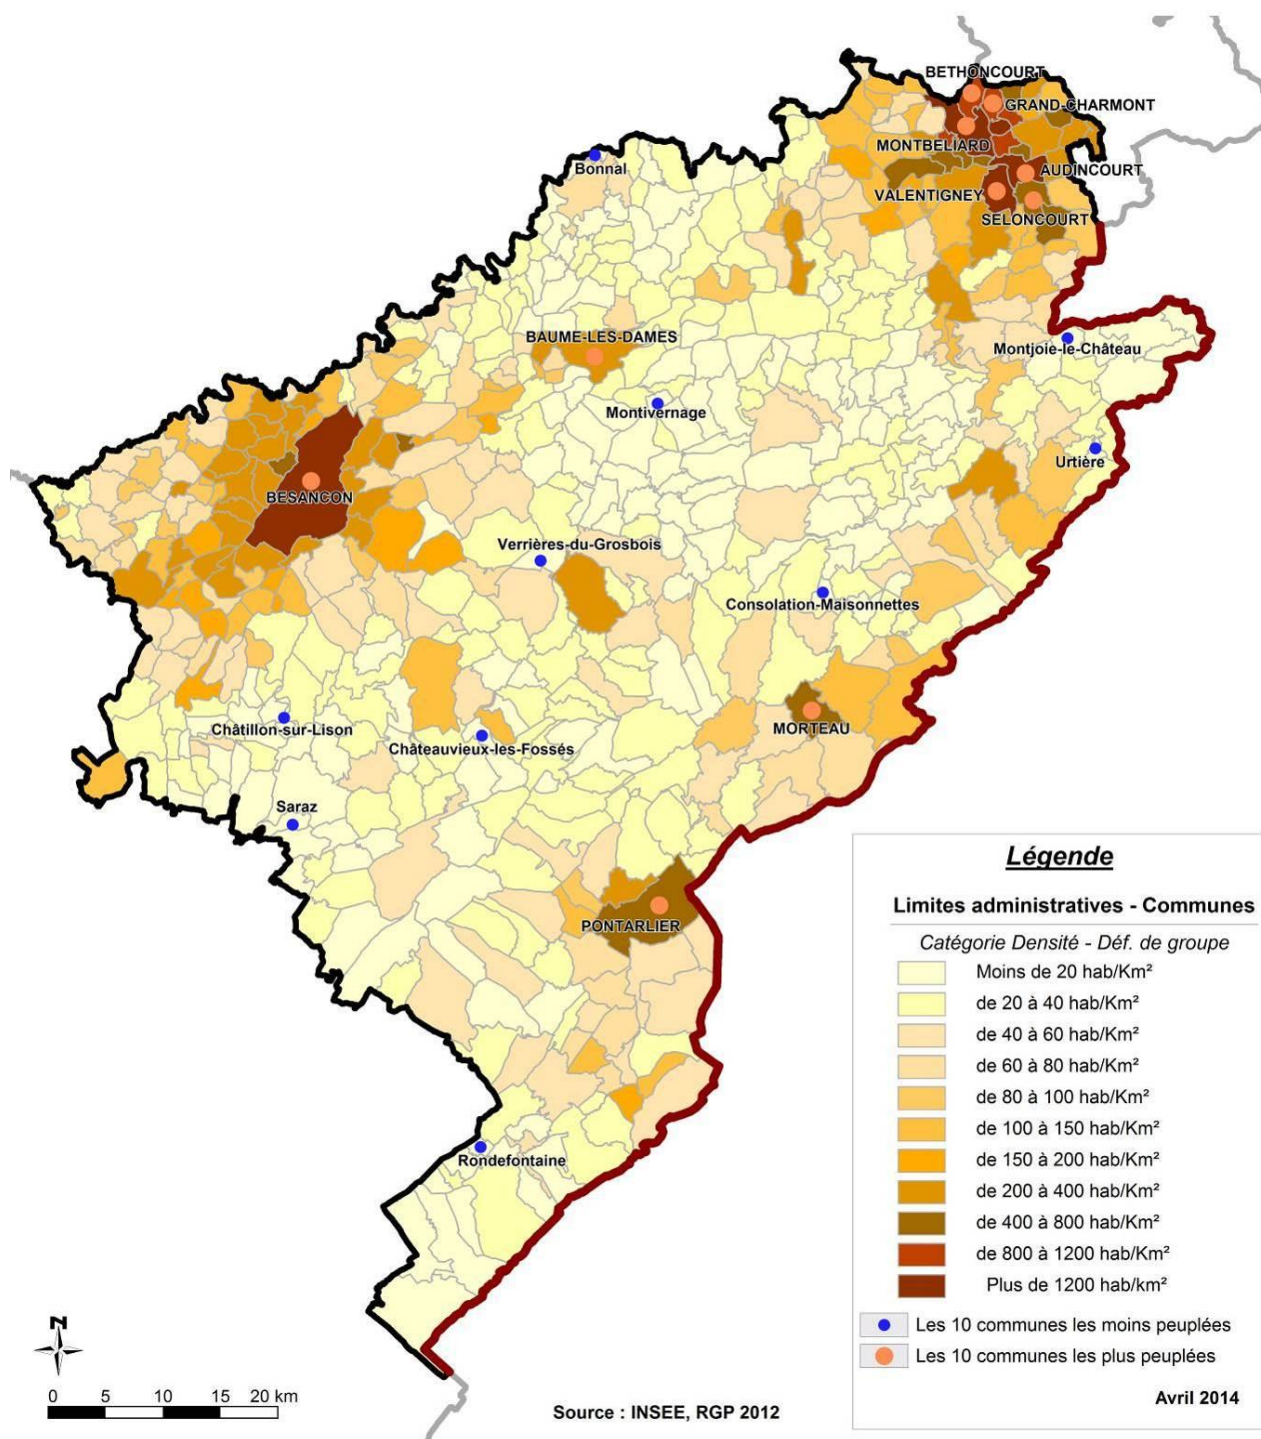 BETHONCOURT
GRAND-CHARMONT
MONTBELIARD
Bonnal
AUDINCOURT
VALENTIGNEY
SELONCOURT
BAUME-LES-DAMES
Montjoie-le-Château
Montivernage
Urtière
BESANCON
Verrières-du-Grosbois
Consolation-Maisonnettes
Châtillon-sur-Lison
MORTEAU
Châteauvieux-les-Fossés
Saraz
PONTARLIER
Rondefontaine
Légende
Limites administratives - Communes
Catégorie Densité - Déf. de groupe
Moins de 20 hab/Km²
de 20 à 40 hab/Km²
de 40 à 60 hab/Km²
de 60 à 80 hab/Km²
de 80 à 100 hab/Km²
de 100 à 150 hab/Km²
de 150 à 200 hab/Km²
de 200 à 400 hab/Km²
de 400 à 800 hab/Km²
de 800 à 1200 hab/Km²
Plus de 1200 hab/km²
Les 10 communes les moins peuplées
Les 10 communes les plus peuplées
Avril 2014
N
0 5 10 15 20 km
Source : INSEE, RGP 2012